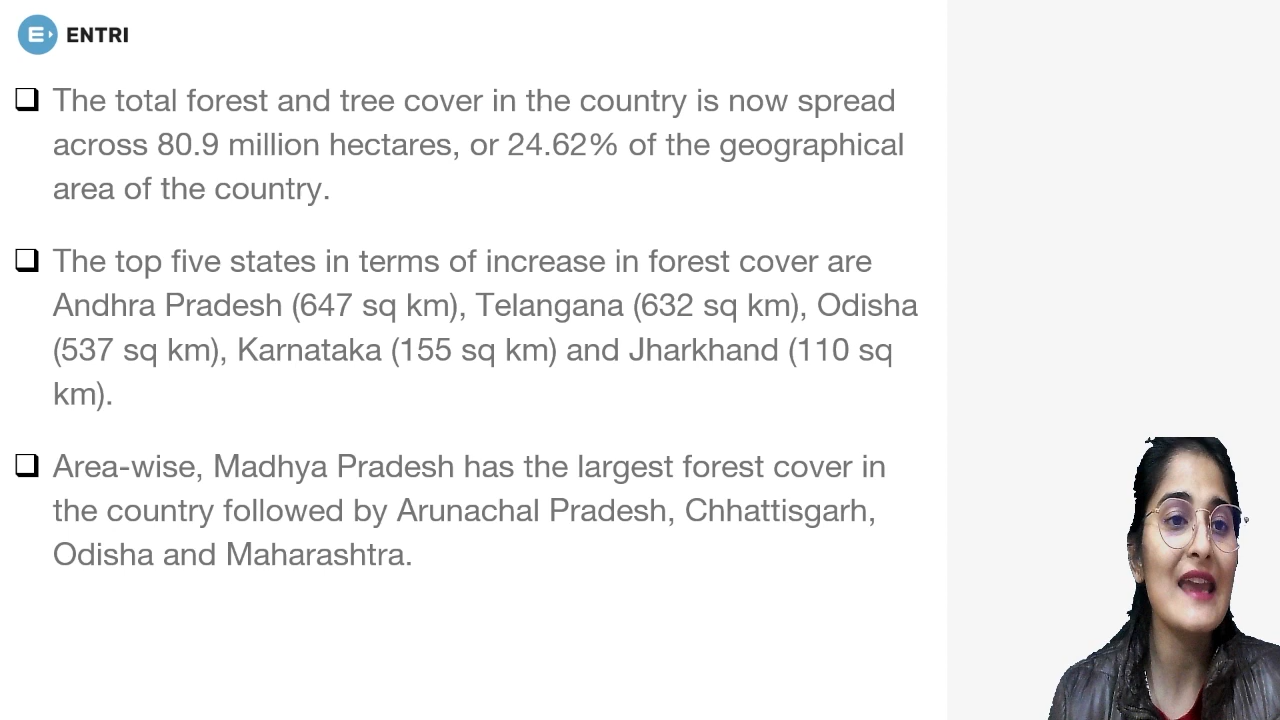 ENTRI
The total forest and tree cover in the country is now spread
across 80.9 million hectares, or 24.62% of the geographical
area of the country.
The top five states in terms of increase in forest cover are
Andhra Pradesh (647 sq km), Telangana (632 sq km), Odisha
(537 sq km), Karnataka (155 sq km) and Jharkhand (110 sq
km).
Area-wise, Madhya Pradesh has the largest forest cover in
the country followed by Arunachal Pradesh, Chhattisgarh,
Odisha and Maharashtra.